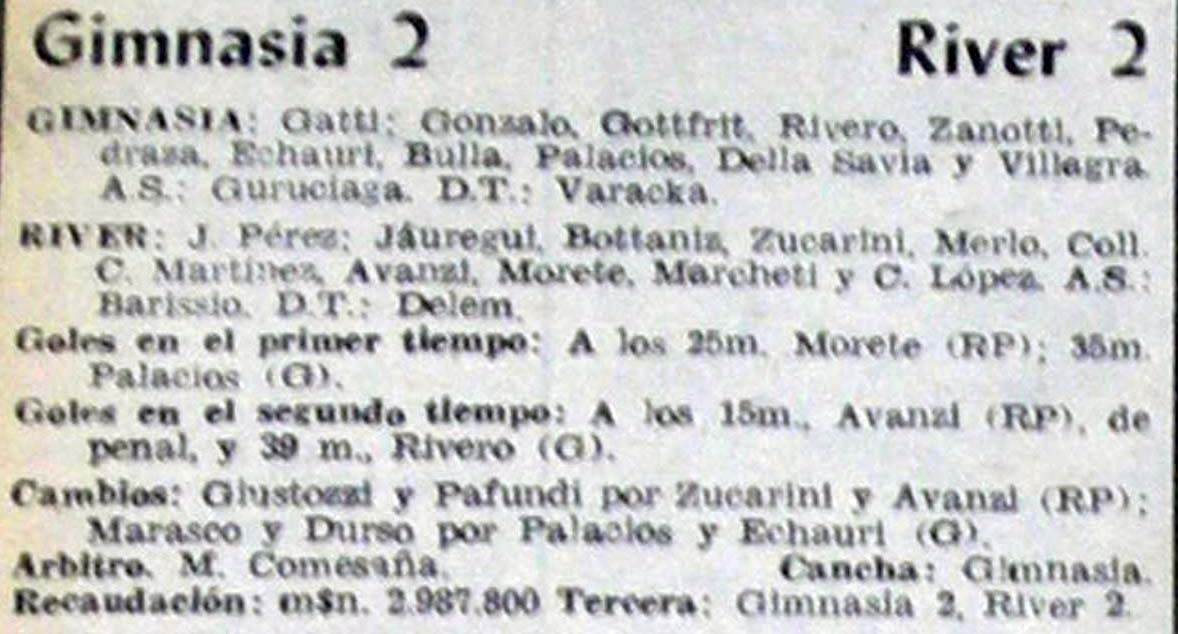 Gimnasia 2 River 2
GIMNASIA: Gatti; Gonzalo, Gottfrit, Rivero, Zanotti, Pe-
draza, Echauri, Bulla, Palacios, Della Savia y Villagra.
A.S.: Guruciaga. D.T.: Varacka.
RIVER: J. Pérez; Jáuregui, Bottaniz, Zucarini, Merlo, Coll.
C. Martínez, Avanzi, Morete, Marcheti y C. López. A.S.:
Barissio. D.T.: Delem.
Goles en el primer tiempo: A los 25m. Morete (RP); 35m.
Palacios (G).
Goles en el segundo tiempo: A los 15m., Avanzi (RP), de
penal, y 39 m., Rivero (G).
Cambios: Giustozzi y Pafundi por Zucarini y Avanzi (RP);
Marasco y Durso por Palacios y Echauri (G).
Arbitro. M. Comesaña. Cancha: Gimnasia.
Recaudación: m$n. 2.987.800 Tercera: Gimnasia 2, River 2.